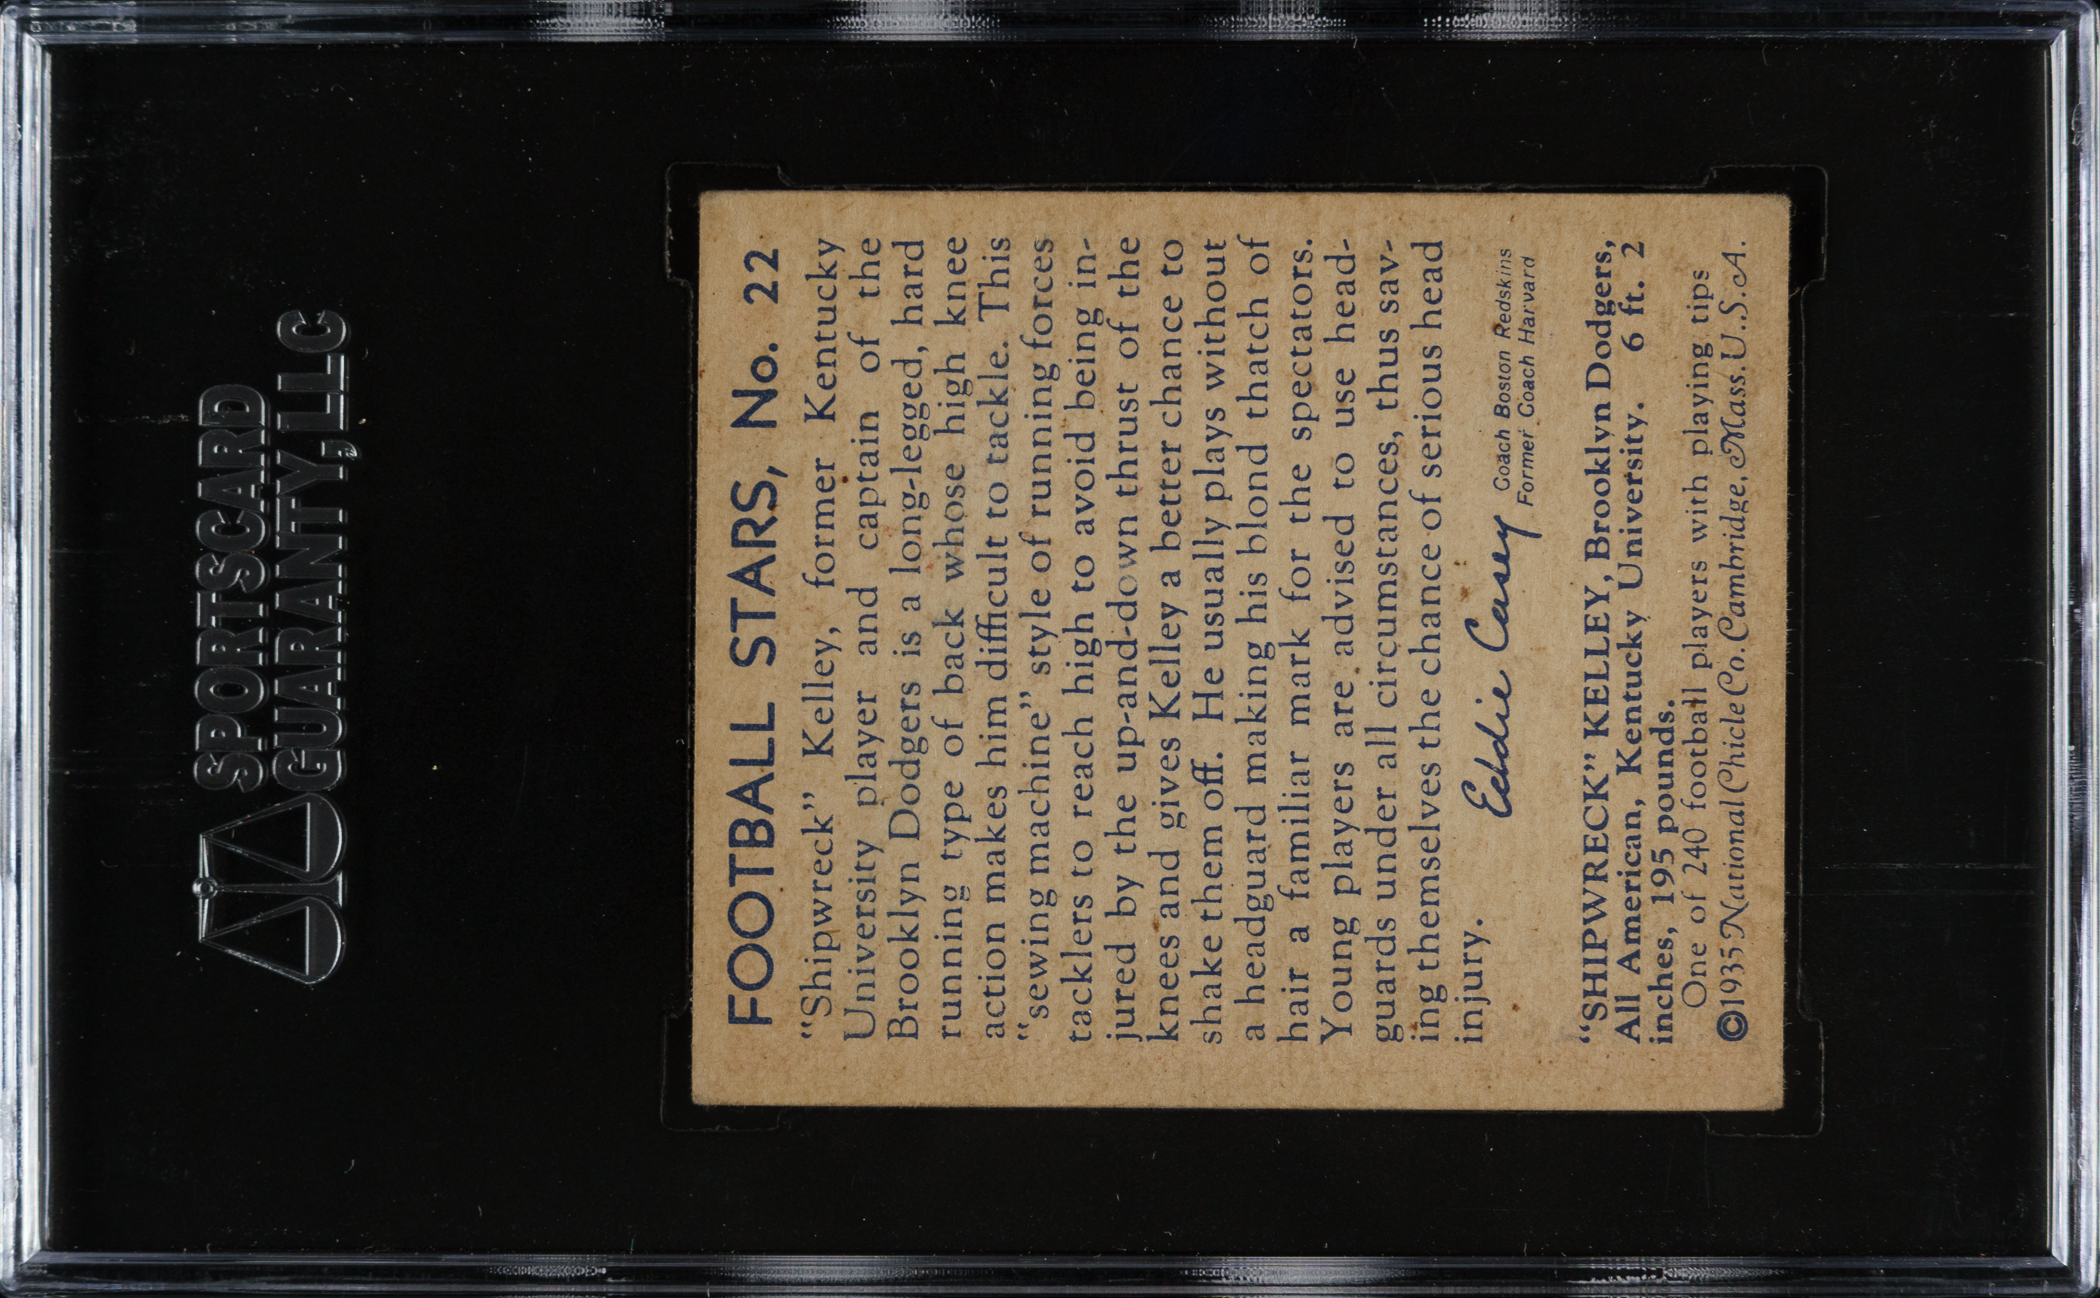 SPORTSCARD
GUARANTY, LLC
FOOTBALL STARS, No. 22
"Shipwreck" Kelley, former Kentucky
University player and captain of the
Brooklyn Dodgers is a long-legged, hard
running type of back whose high knee
action makes him difficult to tackle. This
"sewing machine" style of running forces
tacklers to reach high to avoid being in-
jured by the up-and-down thrust of the
knees and gives Kelley a better chance to
shake them off. He usually plays without
a headguard making his blond thatch of
hair a familiar mark for the spectators.
Young players are advised to use head-
guards under all circumstances, thus sav-
ing themselves the chance of serious head
injury.
Eddie Casey
Coach Boston Redskins
Former Coach Harvard
"SHIPWRECK" KELLEY, Brooklyn Dodgers,
All American, Kentucky University. 6 ft. 2
inches, 195 pounds.
One of 240 football players with playing tips
©1935 National Chicle Co. Cambridge, Mass. U.S.A.